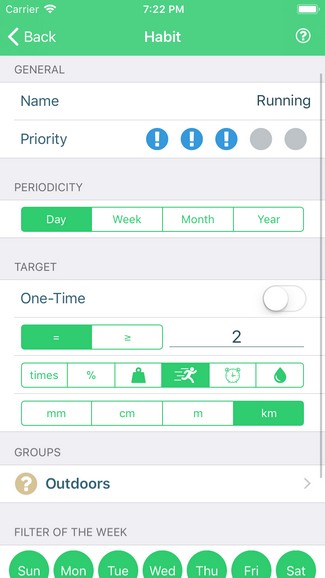 Carrier 7:22 PM
Back Habit ?
GENERAL
Name Running
Priority ! ! !
PERIODICITY
Day Week Month Year
TARGET
One-Time
= ≥ 2
times %
mm cm m km
GROUPS
? Outdoors
FILTER OF THE WEEK
Sun Mon Tue Wed Thu Fri Sat